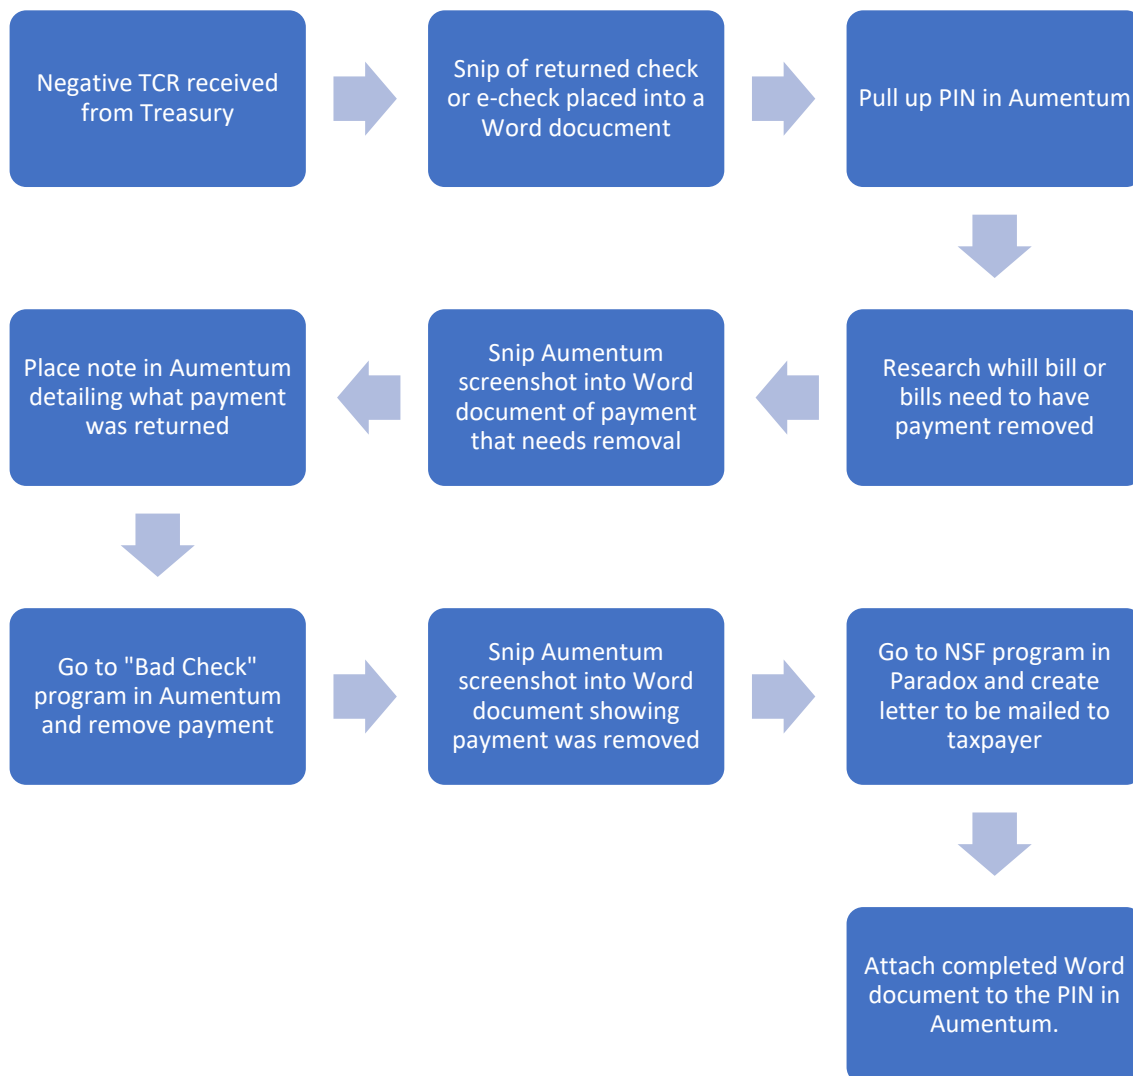 Negative TCR received
from Treasury
Snip of returned check
or e-check placed into a
Word docucment
Pull up PIN in Aumentum
Research whill bill or
bills need to have
payment removed
Snip Aumentum
screenshot into Word
document of payment
that needs removal
Place note in Aumentum
detailing what payment
was returned
Go to "Bad Check"
program in Aumentum
and remove payment
Snip Aumentum
screenshot into Word
document showing
payment was removed
Go to NSF program in
Paradox and create
letter to be mailed to
taxpayer
Attach completed Word
document to the PIN in
Aumentum.